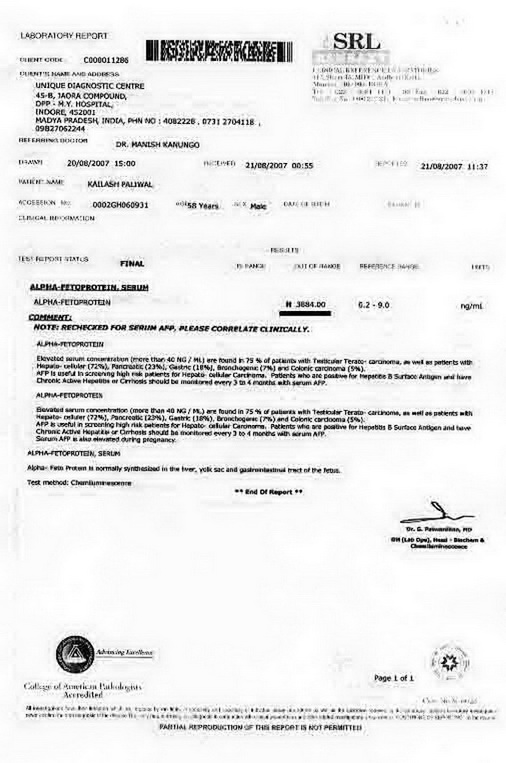 LABORATORY REPORT
SRL
RANBAXY
CLIENT CODE : C000011286
CLIENT'S NAME AND ADDRESS
UNIQUE DIAGNOSTIC CENTRE
45-B, JAORA COMPOUND,
OPP - M.Y. HOSPITAL,
INDORE, 452001
MADYA PRADESH, INDIA, PHN NO : 4082228 , 0731 2704118 ,
09827062244
REFERRING DOCTOR DR. MANISH KANUNGO
DRAWN 20/08/2007 15:00 RECEIVED 21/08/2007 00:55 REPORTED 21/08/2007 11:37
PATIENT NAME KAILASH PALIWAL
ACCESSION No. 0002GH060931 AGE 58 Years SEX Male DATE OF BIRTH
CLINICAL INFORMATION
RESULTS
TEST REPORT STATUS FINAL IN RANGE OUT OF RANGE REFERENCE RANGE UNITS
ALPHA-FETOPROTEIN, SERUM
ALPHA-FETOPROTEIN H 3684.00 0.2 - 9.0 ng/mL
COMMENT:
NOTE: RECHECKED FOR SERUM AFP, PLEASE CORRELATE CLINICALLY.
ALPHA-FETOPROTEIN
Elevated serum concentration (more than 40 NG / ML) are found in 75 % of patients with Testicular Terato- carcinoma, as well as patients with
Hepato- cellular (72%), Pancreatic (23%), Gastric (18%), Bronchogenic (7%) and Colonic carcinoma (5%).
AFP is useful in screening high risk patients for Hepato- cellular Carcinoma. Patients who are positive for Hepatitis B Surface Antigen and have
Chronic Active Hepatitis or Cirrhosis should be monitored every 3 to 4 months with serum AFP.
ALPHA-FETOPROTEIN
Elevated serum concentration (more than 40 NG / ML) are found in 75 % of patients with Testicular Terato- carcinoma, as well as patients with
Hepato- cellular (72%), Pancreatic (23%), Gastric (18%), Bronchogenic (7%) and Colonic carcinoma (5%).
AFP is useful in screening high risk patients for Hepato- cellular Carcinoma. Patients who are positive for Hepatitis B Surface Antigen and have
Chronic Active Hepatitis or Cirrhosis should be monitored every 3 to 4 months with serum AFP.
Serum AFP is also elevated during pregnancy.
ALPHA-FETOPROTEIN, SERUM
Alpha- Feto Protein is normally synthesized in the liver, yolk sac and gastrointestinal tract of the fetus.
Test method: Chemiluminescence
** End Of Report **
MD
GM (Lab Ops), Head - Biochem &
Chemiluminescence
Advancing Excellence
College of American Pathologists
Accredited
Page 1 of 1
PARTIAL REPRODUCTION OF THIS REPORT IS NOT PERMITTED